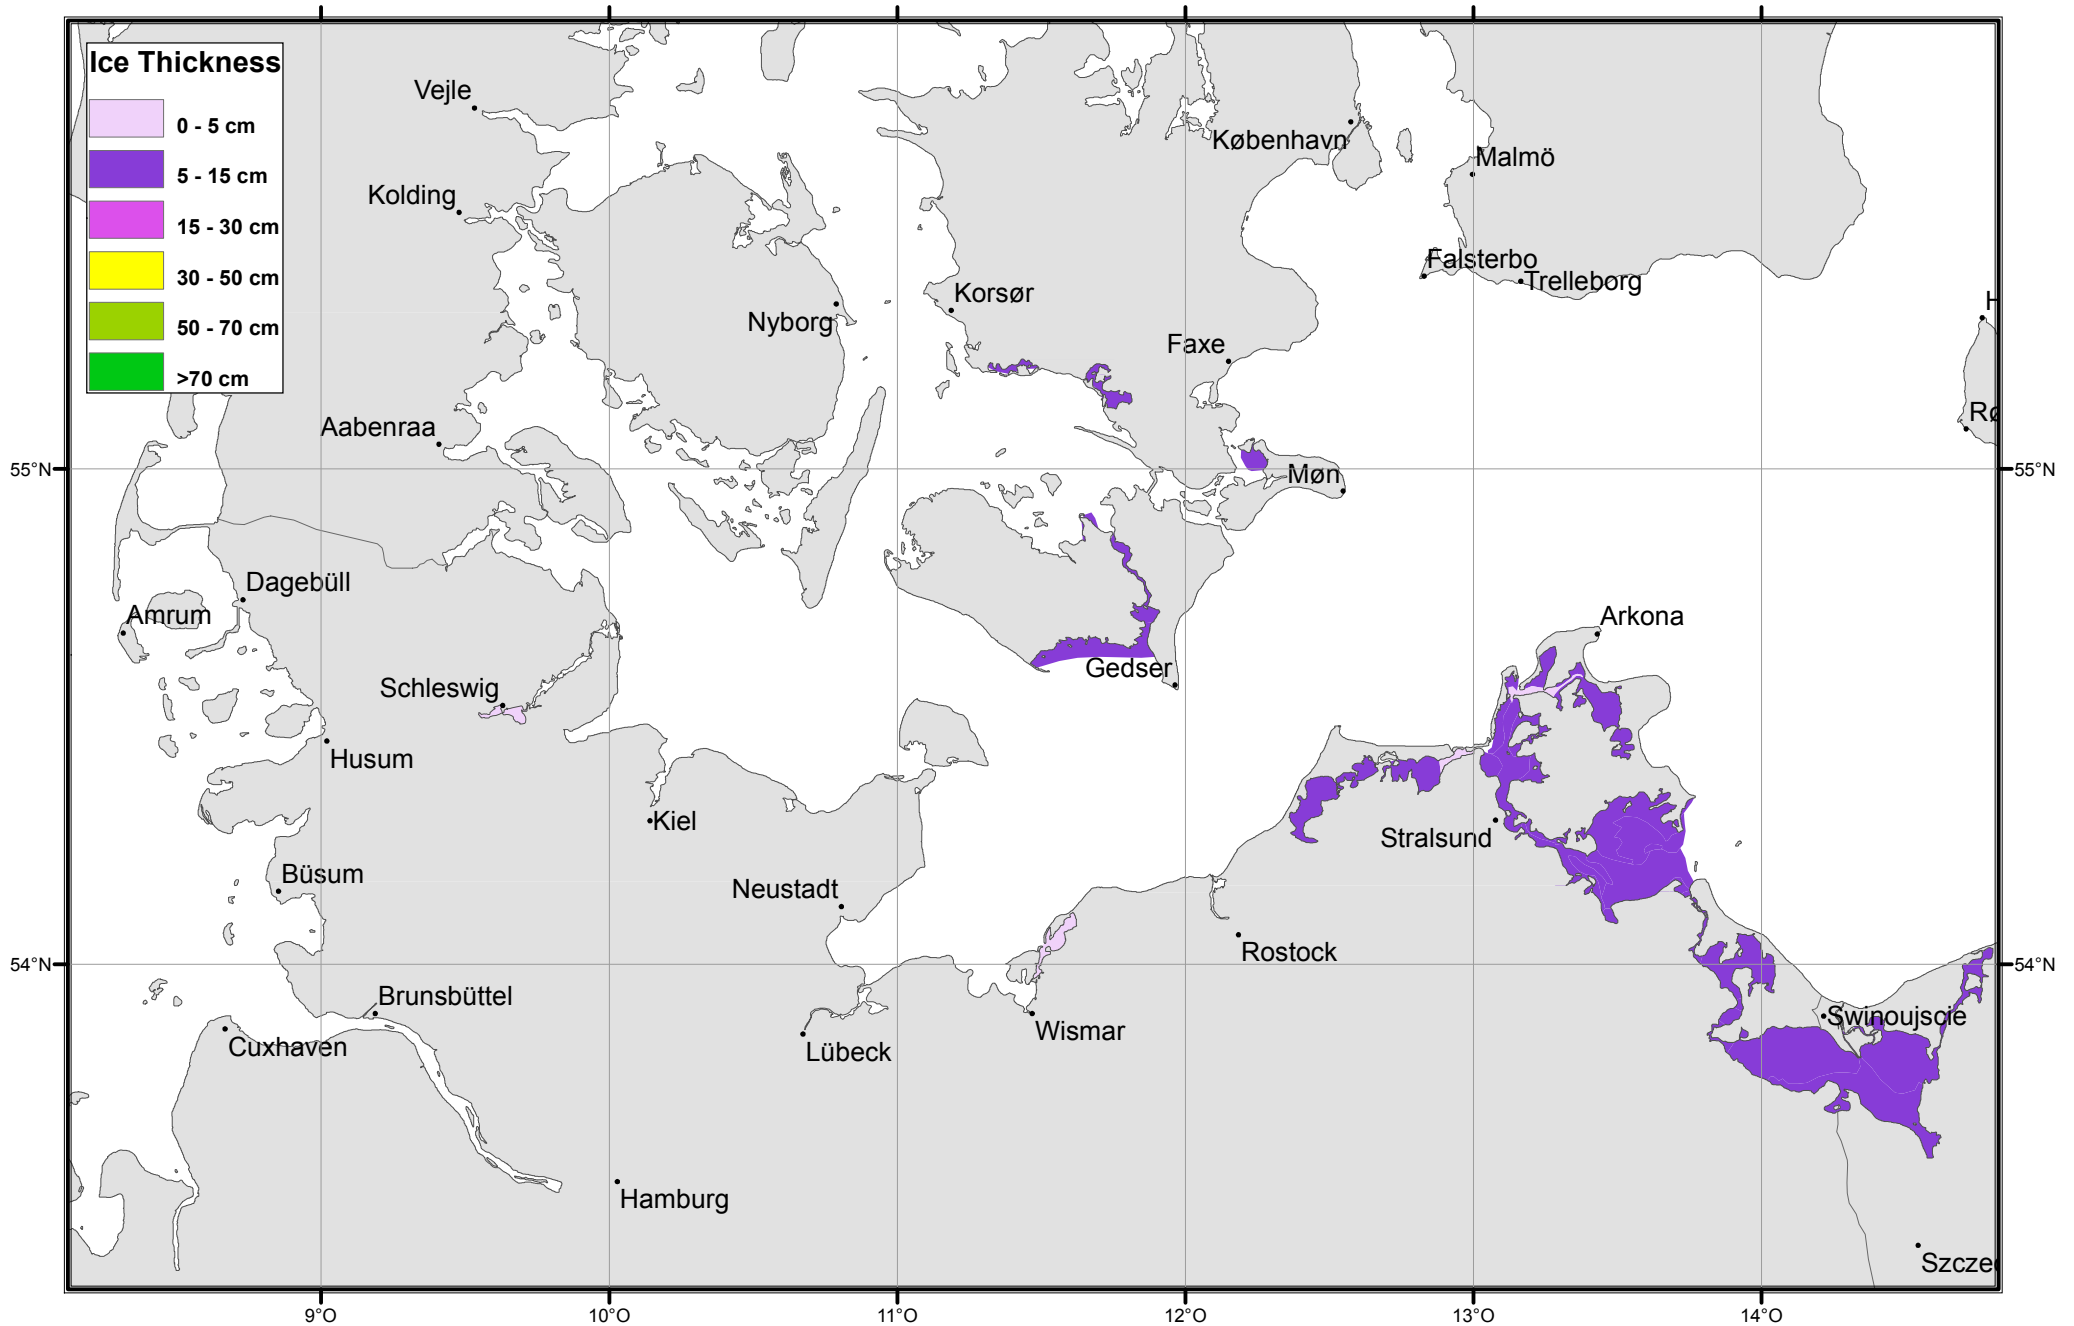 Ice Thickness
0 - 5 cm
5 - 15 cm
15 - 30 cm
30 - 50 cm
50 - 70 cm
>70 cm
Vejle
København
Malmö
Kolding
Falsterbo
Trelleborg
Korsør
H
Nyborg
Faxe
Rø
Aabenraa
55°N
55°N
Møn
Dagebüll
Amrum
Arkona
Gedser
Schleswig
Husum
Kiel
Stralsund
Büsum
Neustadt
Rostock
54°N
54°N
Brunsbüttel
Swinoujscie
Wismar
Cuxhaven
Lübeck
Hamburg
Szcze
9°O
10°O
11°O
12°O
13°O
14°O